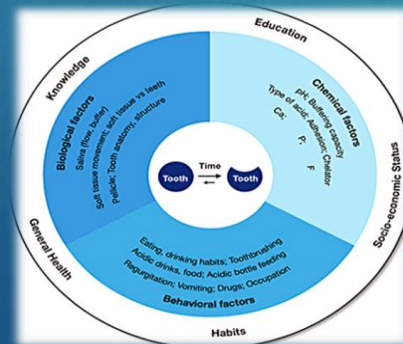 Education
Knowledge
Socio-economic Status
General Health
Habits
Biological factors
Saliva (flow, buffer)
Soft tissue movement; soft tissue vs teeth
Pellicle; Tooth anatomy, structure
Chemical factors
pH; Buffering capacity
Type of acid; Adhesion; Chelator
Ca; P; F
Time
Tooth
Tooth
Eating, drinking habits; Toothbrushing
Acidic drinks, food; Acidic bottle feeding
Regurgitation; Vomiting; Drugs; Occupation
Behavioral factors